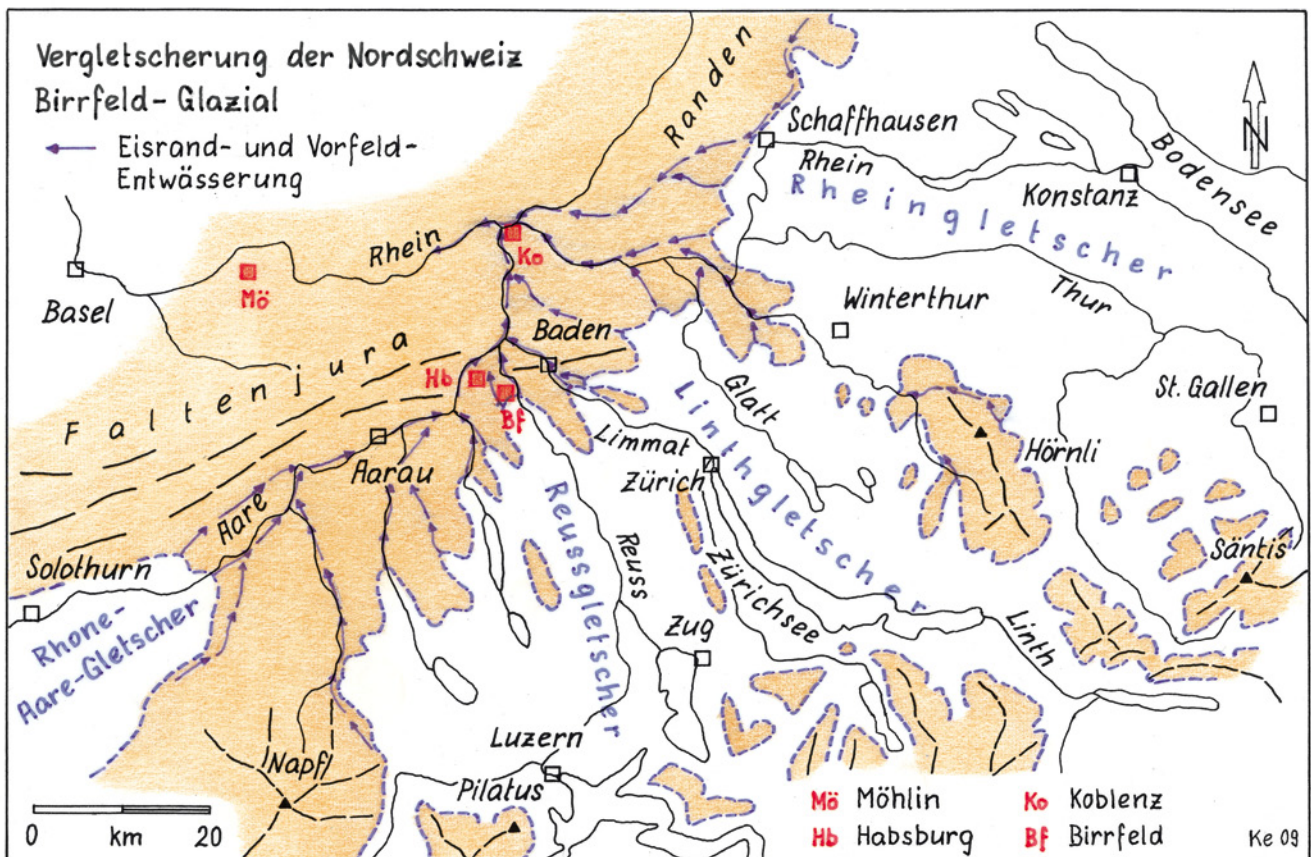 Vergletscherung der Nordschweiz
Birrfeld-Glazial
Eisrand- und Vorfeld-
Entwässerung
Randen
N
Schaffhausen
Rhein
Bodensee
Konstanz
Rheingletscher
Rhein
Ko
Basel
Mö
Thur
Winterthur
Baden
Faltenjura
Hb
Bf
Glatt
St. Gallen
Limmat
Zürich
Linthgletscher
Hörnli
Aarau
Aare
Reussgletscher
Reuss
Säntis
Solothurn
Zürichsee
Rhone-
Aare-Gletscher
Zug
Linth
Luzern
Napf
Pilatus
0 km 20
Mö Möhlin
Ko Koblenz
Hb Habsburg
Bf Birrfeld
Ke 09